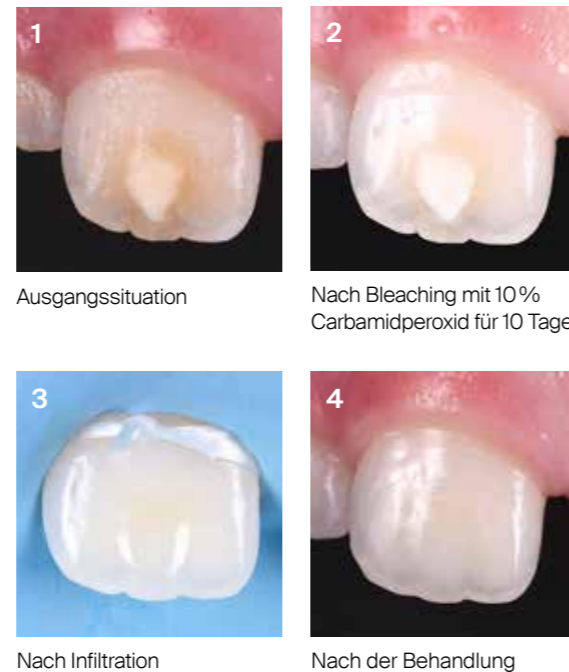 1
2
Ausgangssituation
Nach Bleaching mit 10 %
Carbamidperoxid für 10 Tage
3
4
Nach Infiltration
Nach der Behandlung